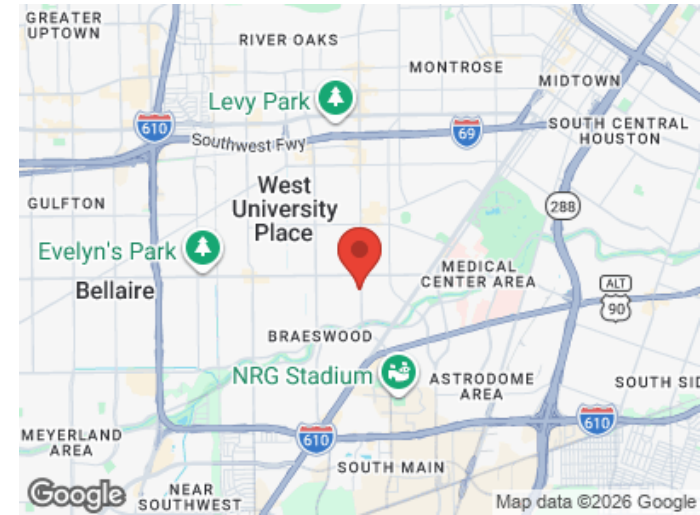 GREATER
UPTOWN
RIVER OAKS
MONTROSE
MIDTOWN
Levy Park
610
Southwest Fwy
69
SOUTH CENTRAL
HOUSTON
West
University
Place
GULFTON
288
Evelyn's Park
Bellaire
MEDICAL
CENTER AREA
ALT
90
BRAESWOOD
NRG Stadium
ASTRODOME
AREA
SOUTH SID
610
610
MEYERLAND
AREA
SOUTH MAIN
NEAR
SOUTHWEST
Google
Map data ©2026 Google